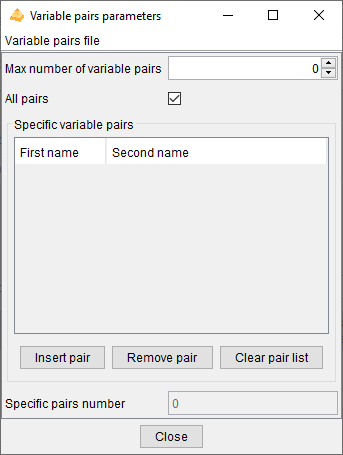 Variable pairs parameters
Variable pairs file
Max number of variable pairs 0
All pairs
Specific variable pairs
First name Second name
Insert pair Remove pair Clear pair list
Specific pairs number 0
Close